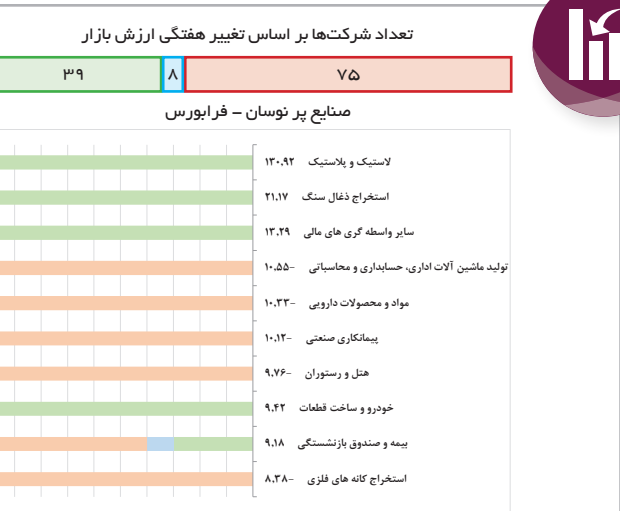 تعداد شرکت‌ها بر اساس تغییر هفتگی ارزش بازار
۷۵ ۸ ۳۹
صنایع پر نوسان - فرابورس
لاستیک و پلاستیک ۱۳۰.۹۲
استخراج ذغال سنگ ۲۱.۱۷
سایر واسطه گری های مالی ۱۳.۲۹
تولید ماشین آلات اداری، حسابداری و محاسباتی -۱۰.۵۵
مواد و محصولات دارویی -۱۰.۳۳
پیمانکاری صنعتی -۱۰.۱۲
هتل و رستوران -۹.۷۶
خودرو و ساخت قطعات ۹.۴۲
بیمه و صندوق بازنشستگی ۹.۱۸
استخراج کانه های فلزی -۸.۳۸